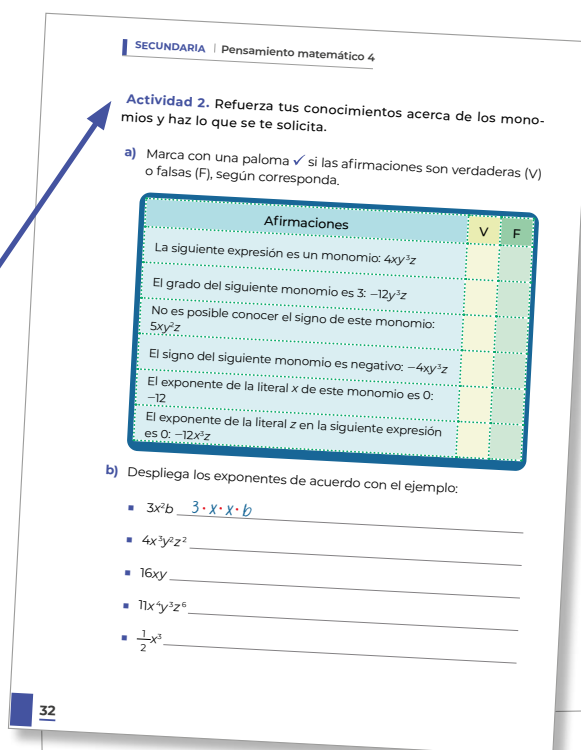 SECUNDARIA | Pensamiento matemático 4
Actividad 2. Refuerza tus conocimientos acerca de los mono-
mios y haz lo que se te solicita.
a) Marca con una paloma ✓ si las afirmaciones son verdaderas (V)
o falsas (F), según corresponda.
Afirmaciones V F
La siguiente expresión es un monomio: 4xy³z
El grado del siguiente monomio es 3: −12y³z
No es posible conocer el signo de este monomio:
5xy²z
El signo del siguiente monomio es negativo: −4xy³z
El exponente de la literal x de este monomio es 0:
−12
El exponente de la literal z en la siguiente expresión
es 0: −12x³z
b) Despliega los exponentes de acuerdo con el ejemplo:
▪ 3x²b 3 · x · x · b
▪ 4x³y²z²
▪ 16xy
▪ 11x⁴y³z⁶
▪ 1/2 x³
32